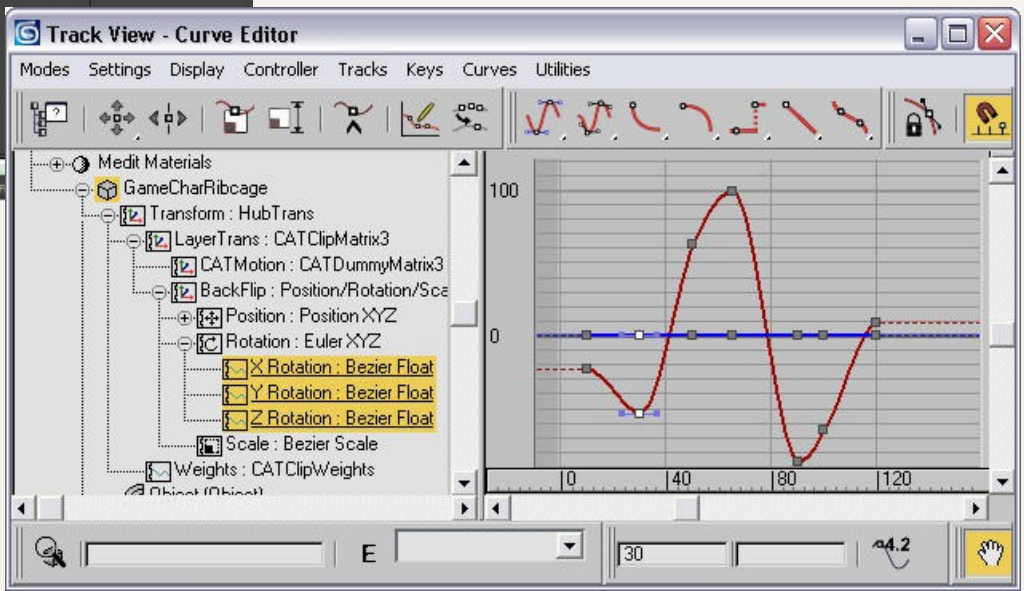 Track View - Curve Editor
Modes Settings Display Controller Tracks Keys Curves Utilities
Medit Materials
GameCharRibcage
Transform : HubTrans
LayerTrans : CATClipMatrix3
CATMotion : CATDummyMatrix3
BackFlip : Position/Rotation/Sca
Position : Position XYZ
Rotation : Euler XYZ
X Rotation : Bezier Float
Y Rotation : Bezier Float
Z Rotation : Bezier Float
Scale : Bezier Scale
Weights : CATClipWeights
Object (Object)
100
0
0 40 80 120
E
30
4.2